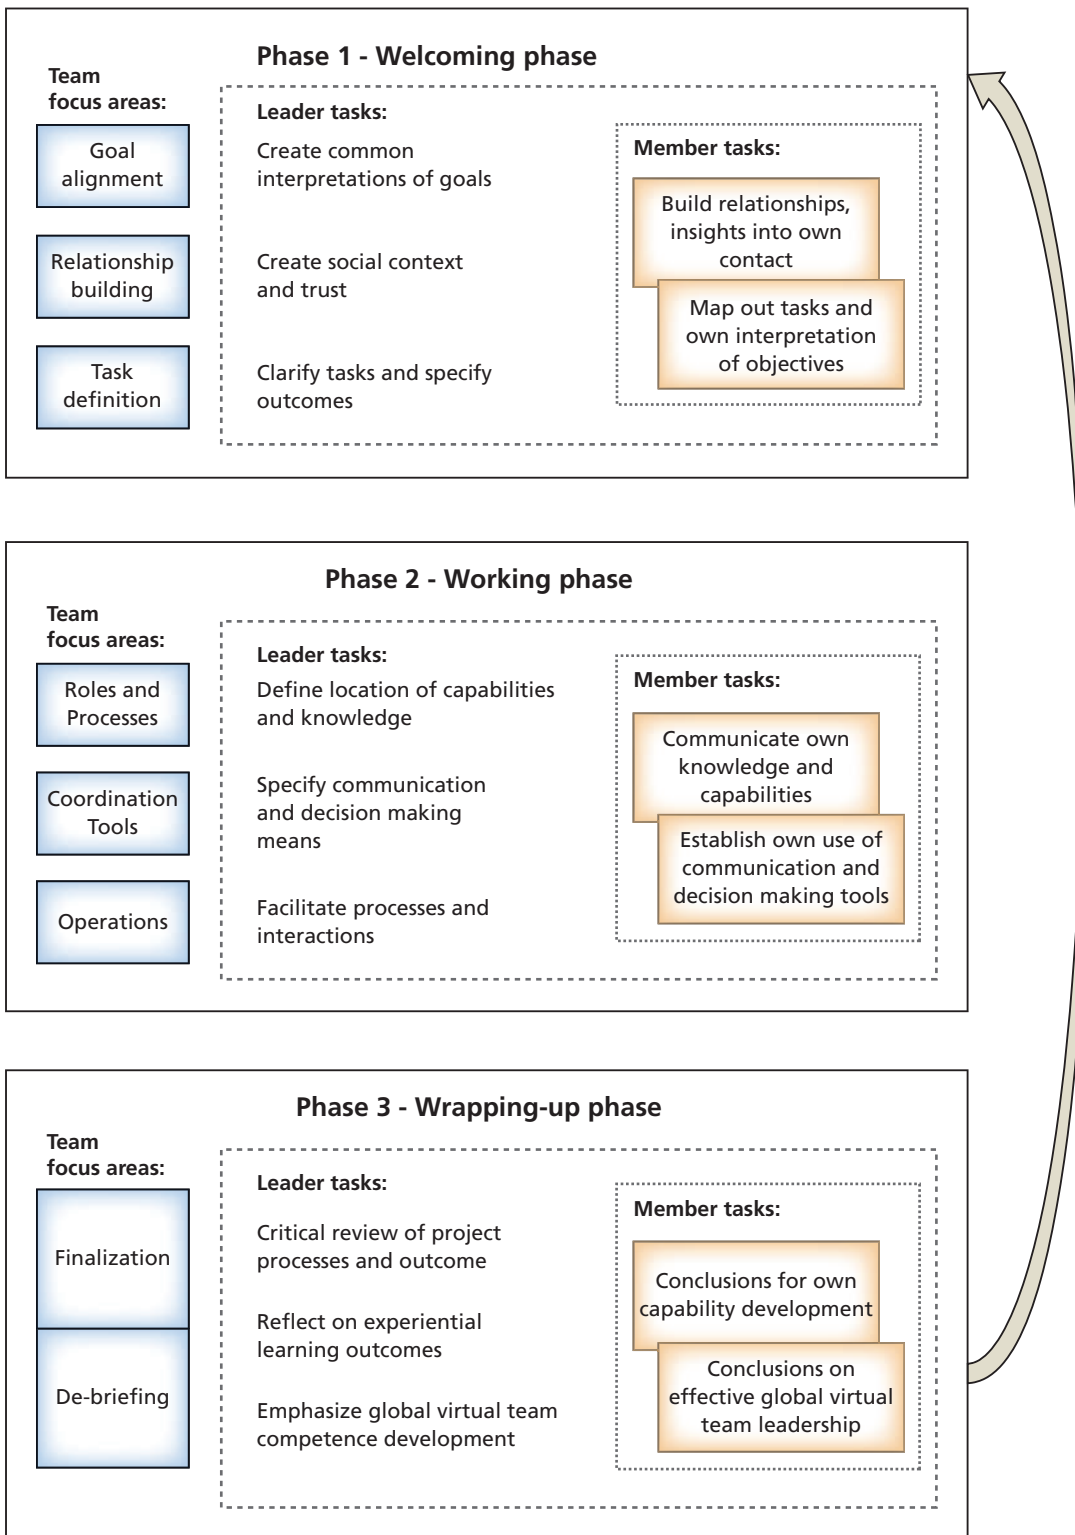 Phase 1 - Welcoming phase
Team
focus areas:
Goal
alignment
Relationship
building
Task
definition
Leader tasks:
Create common
interpretations of goals
Create social context
and trust
Clarify tasks and specify
outcomes
Member tasks:
Build relationships,
insights into own
contact
Map out tasks and
own interpretation
of objectives
Phase 2 - Working phase
Team
focus areas:
Roles and
Processes
Coordination
Tools
Operations
Leader tasks:
Define location of capabilities
and knowledge
Specify communication
and decision making
means
Facilitate processes and
interactions
Member tasks:
Communicate own
knowledge and
capabilities
Establish own use of
communication and
decision making tools
Phase 3 - Wrapping-up phase
Team
focus areas:
Finalization
De-briefing
Leader tasks:
Critical review of project
processes and outcome
Reflect on experiential
learning outcomes
Emphasize global virtual team
competence development
Member tasks:
Conclusions for own
capability development
Conclusions on
effective global virtual
team leadership